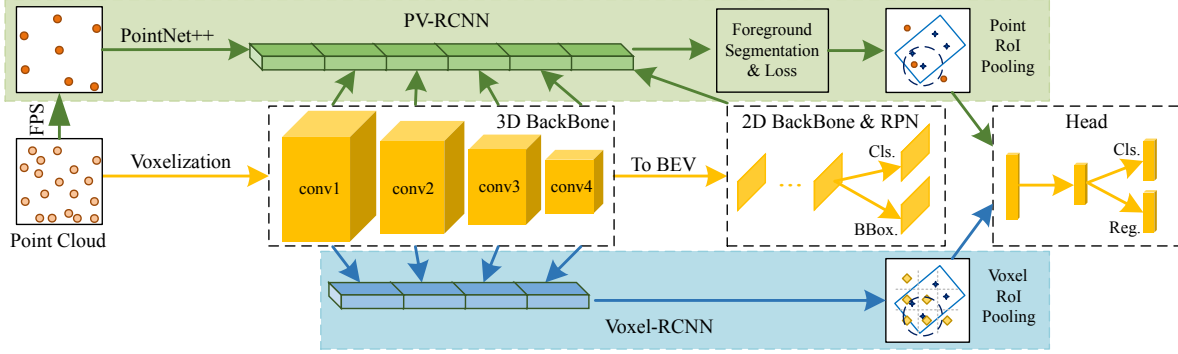 PV-RCNN
PointNet++
Foreground
Segmentation
& Loss
Point
RoI
Pooling
FPS
3D BackBone
2D BackBone & RPN
Head
Voxelization
conv1
conv2
conv3
conv4
To BEV
Cls.
...
BBox.
Cls.
Reg.
Point Cloud
Voxel-RCNN
Voxel
RoI
Pooling